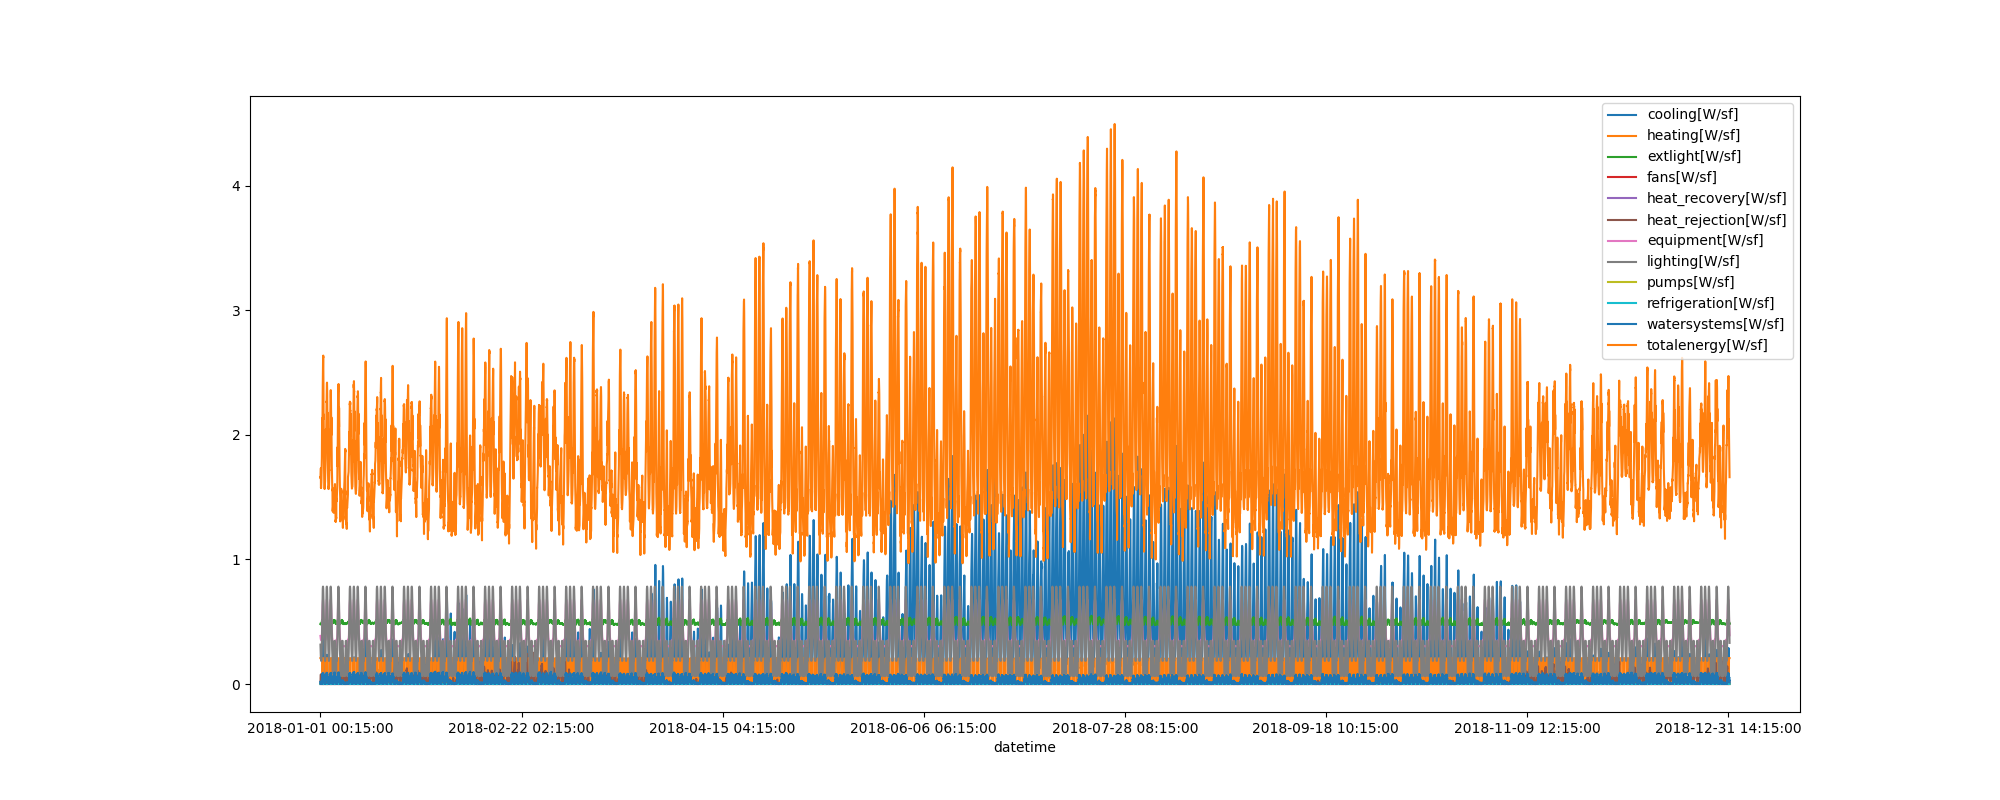 cooling[W/sf]
heating[W/sf]
extlight[W/sf]
fans[W/sf]
heat_recovery[W/sf]
heat_rejection[W/sf]
equipment[W/sf]
lighting[W/sf]
pumps[W/sf]
refrigeration[W/sf]
watersystems[W/sf]
totalenergy[W/sf]
4
3
2
1
0
2018-01-01 00:15:00 2018-02-22 02:15:00 2018-04-15 04:15:00 2018-06-06 06:15:00 2018-07-28 08:15:00 2018-09-18 10:15:00 2018-11-09 12:15:00 2018-12-31 14:15:00
datetime